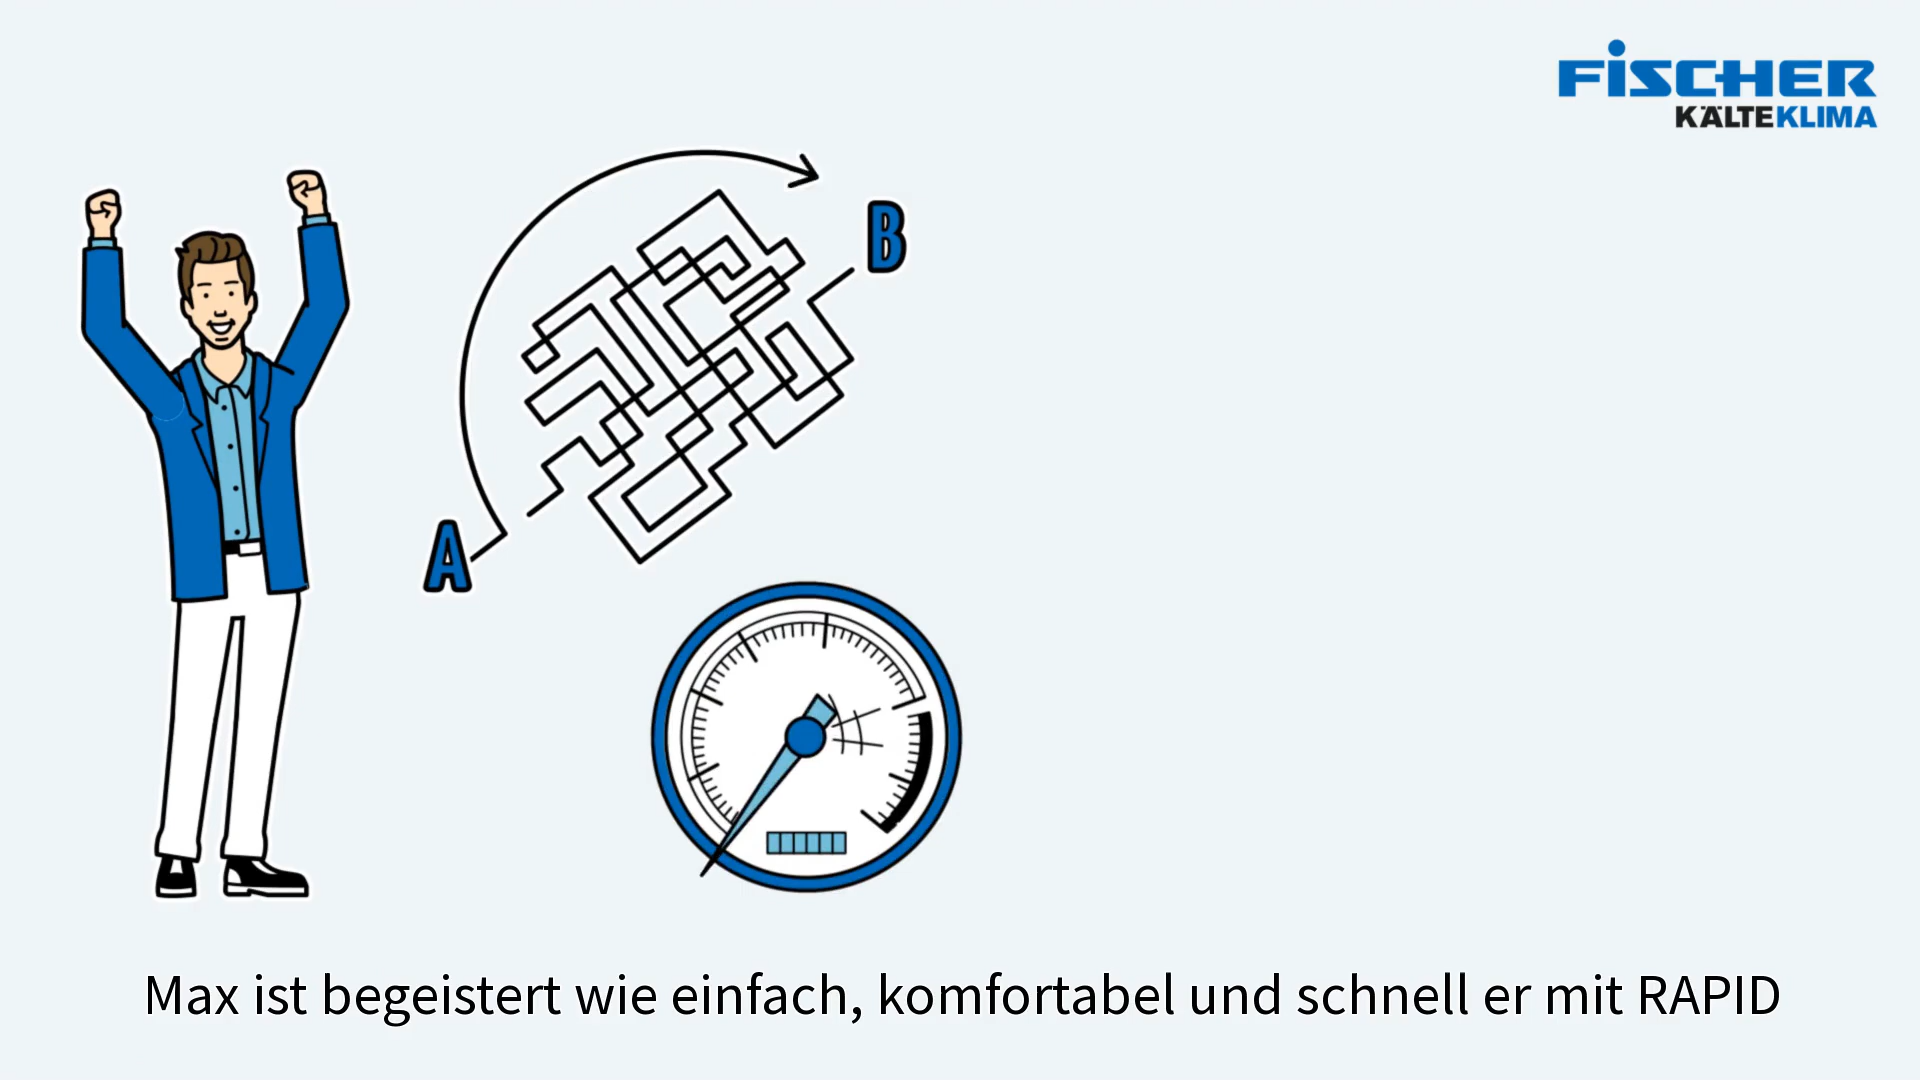 FiSCHER
KÄLTEKLIMA
B
A
Max ist begeistert wie einfach, komfortabel und schnell er mit RAPID